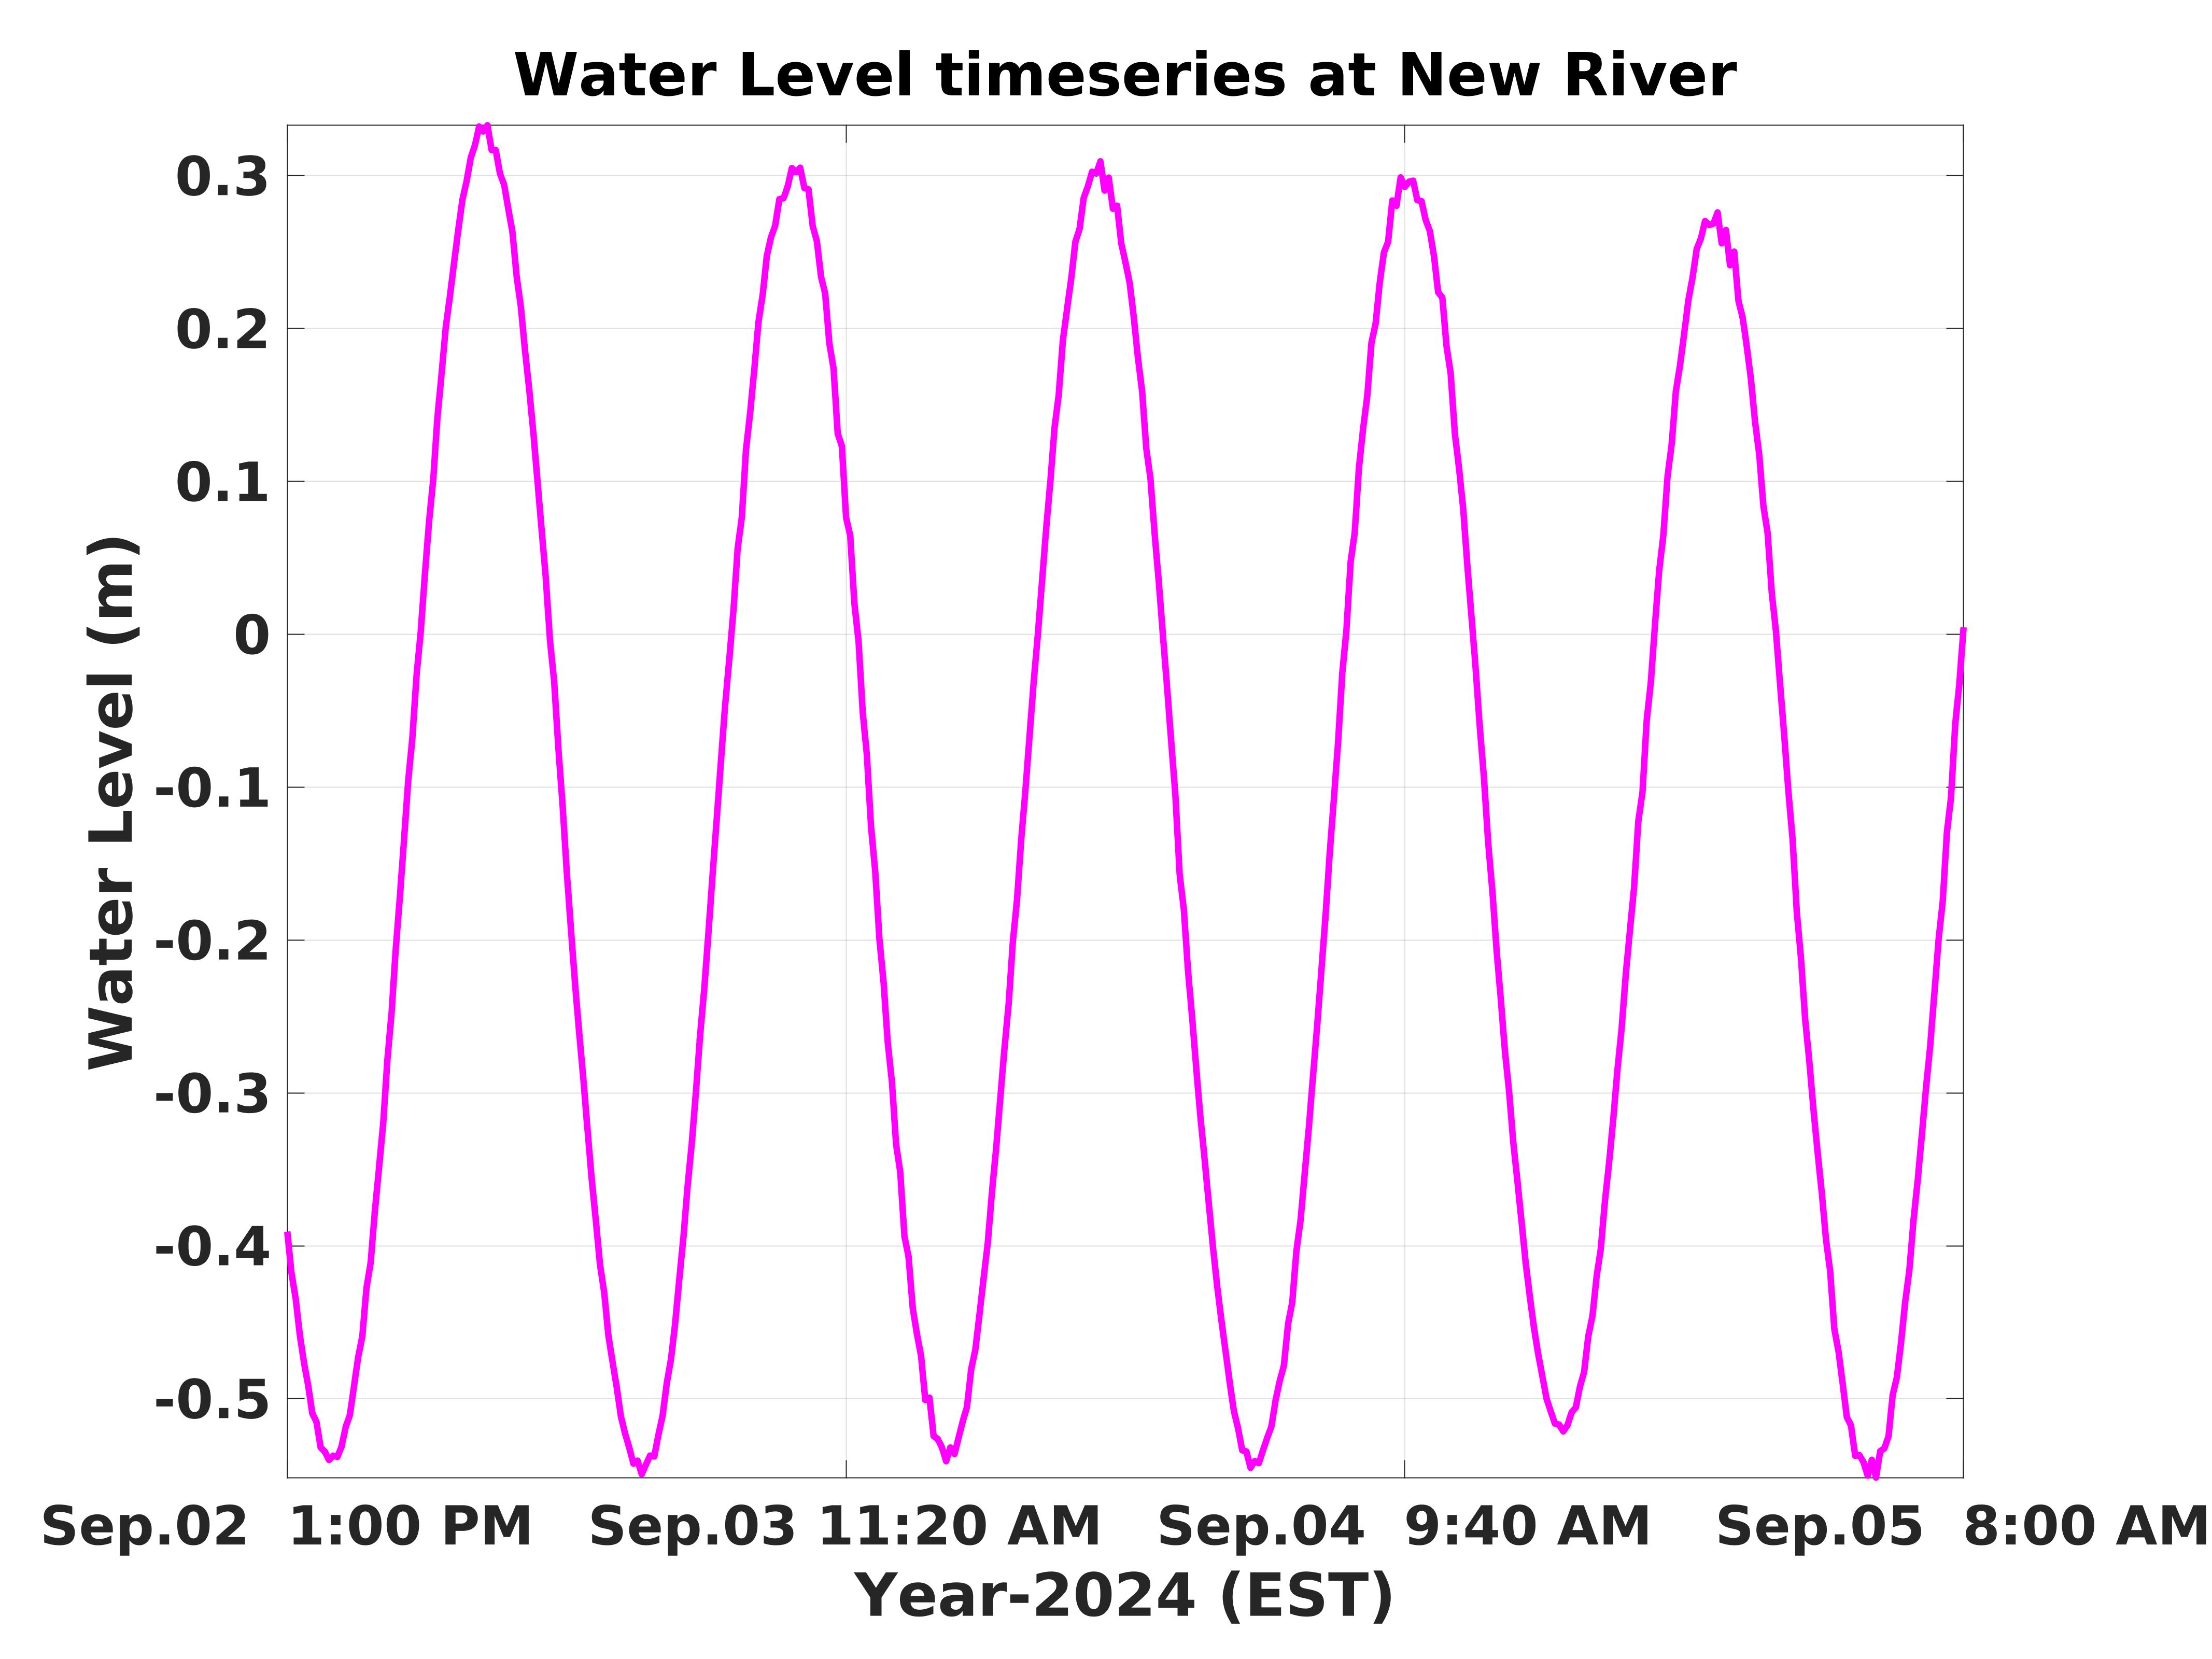 Water Level timeseries at New River
0.3
0.2
0.1
0
-0.1
-0.2
-0.3
-0.4
-0.5
Water Level (m)
Sep.02 1:00 PM Sep.03 11:20 AM Sep.04 9:40 AM Sep.05 8:00 AM
Year-2024 (EST)